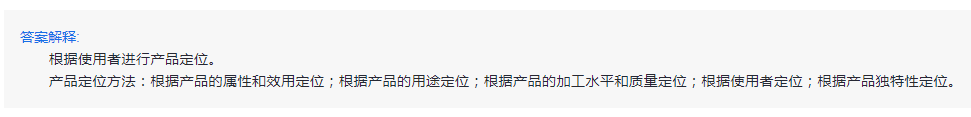 答案解释:
根据使用者进行产品定位。
产品定位方法：根据产品的属性和效用定位；根据产品的用途定位；根据产品的加工水平和质量定位；根据使用者定位；根据产品独特性定位。